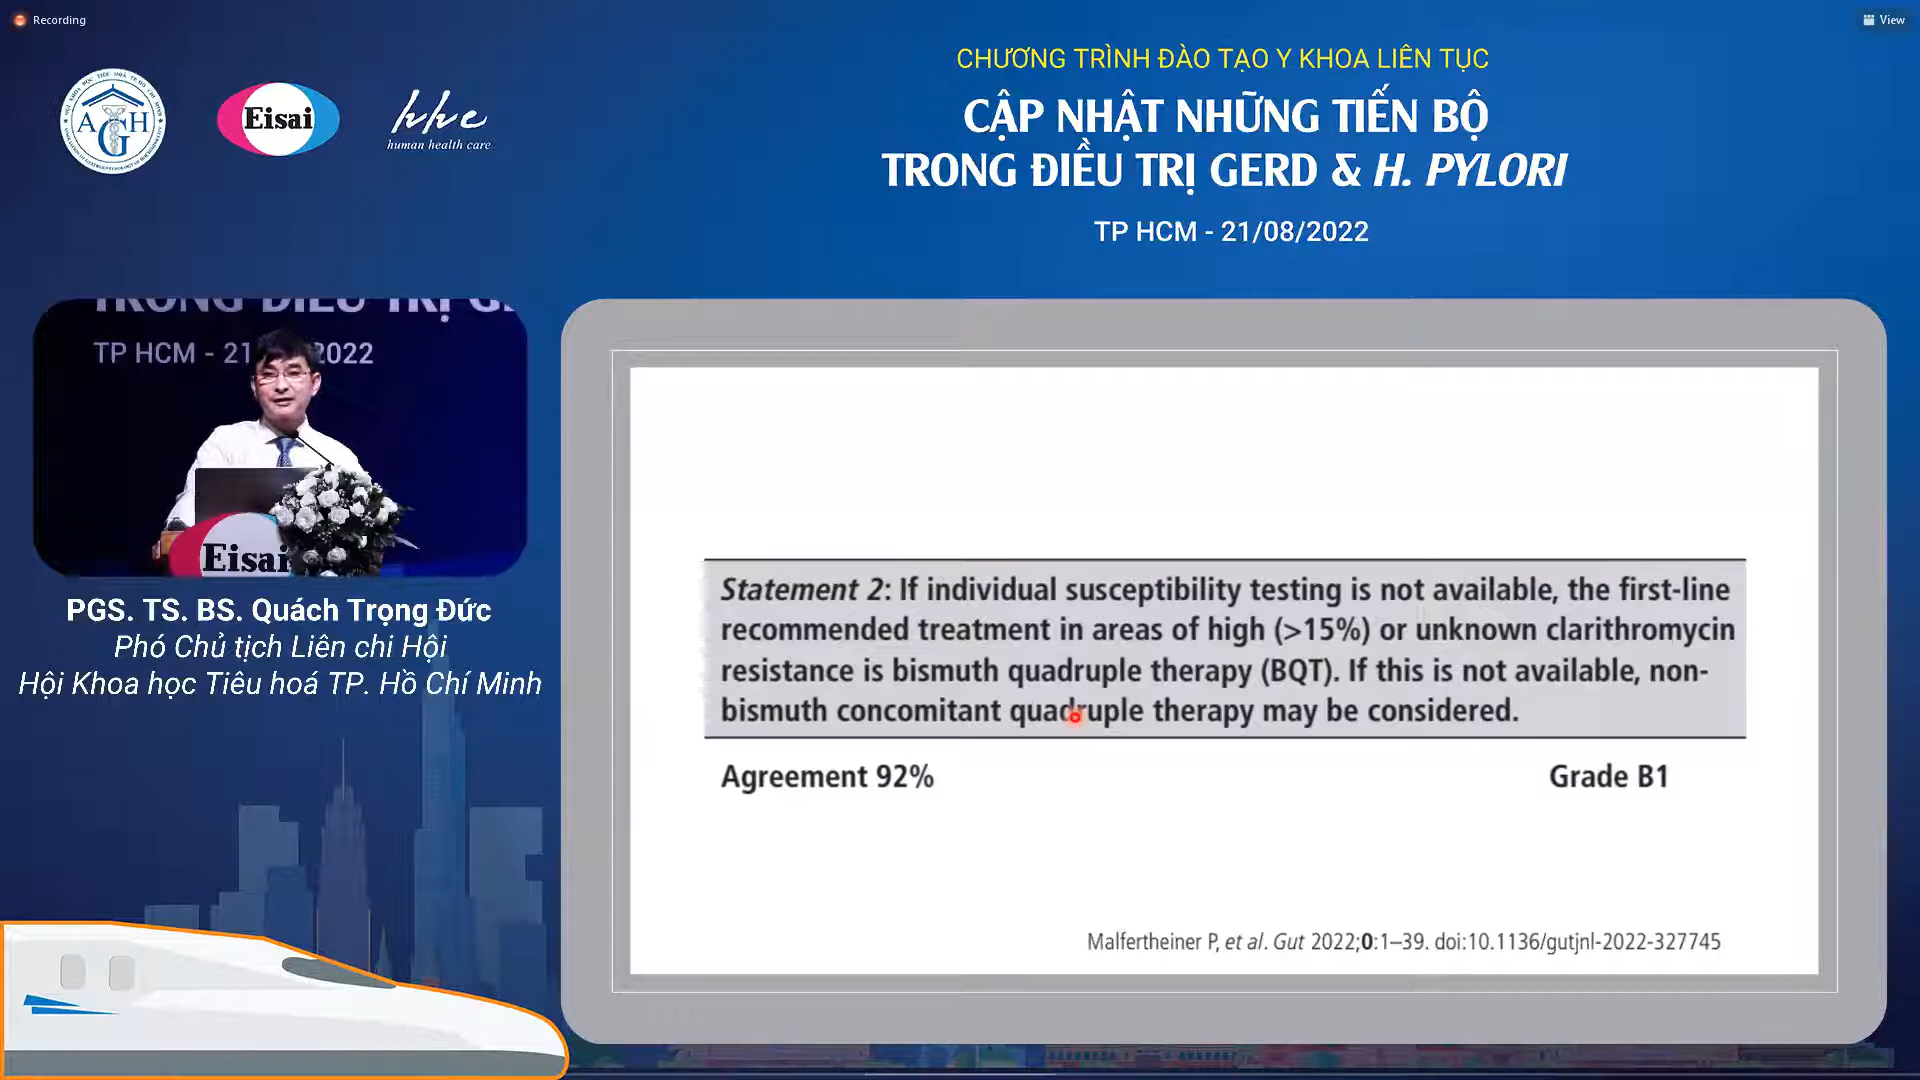 Recording
View
CHƯƠNG TRÌNH ĐÀO TẠO Y KHOA LIÊN TỤC
CẬP NHẬT NHỮNG TIẾN BỘ
TRONG ĐIỀU TRỊ GERD & H. PYLORI
TP HCM - 21/08/2022
AGH
Eisai
hhc
human health care
TP HCM - 21 2022
Eisai
PGS. TS. BS. Quách Trọng Đức
Phó Chủ tịch Liên chi Hội
Hội Khoa học Tiêu hoá TP. Hồ Chí Minh
Statement 2: If individual susceptibility testing is not available, the first-line
recommended treatment in areas of high (>15%) or unknown clarithromycin
resistance is bismuth quadruple therapy (BQT). If this is not available, non-
bismuth concomitant quadruple therapy may be considered.
Agreement 92%
Grade B1
Malfertheiner P, et al. Gut 2022;0:1–39. doi:10.1136/gutjnl-2022-327745